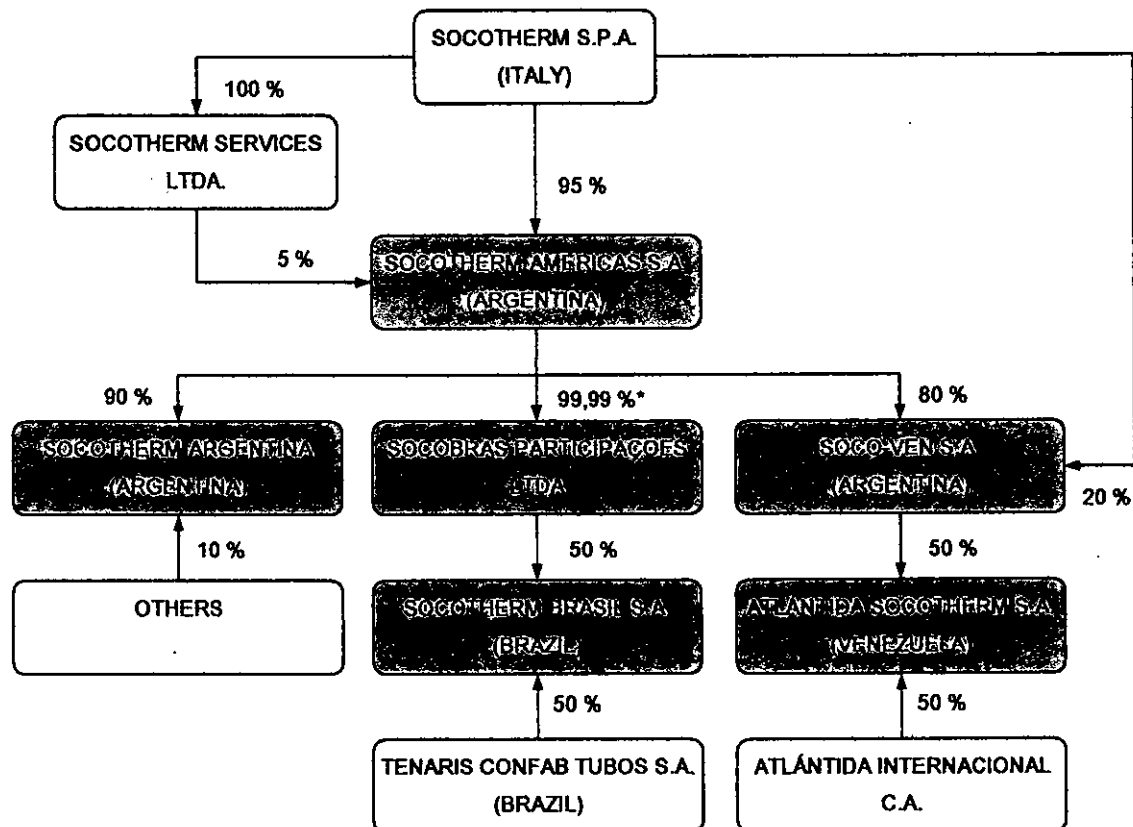 SOCOTHERM S.P.A.
(ITALY)
100 %
SOCOTHERM SERVICES
LTDA.
95 %
5 %
SOCOTHERM AMERICAS S.A
(ARGENTINA)
90 %
99,99 %*
80 %
SOCOTHERM ARGENTINA
(ARGENTINA)
SOCOBRAS PARTICIPAÇOES
LTDA
SOCO-VEN S.A
(ARGENTINA)
20 %
10 %
50 %
50 %
OTHERS
SOCOTHERM BRASIL S.A.
(BRAZIL)
ATLÁNTIDA SOCOTHERM S.A
(VENEZUELA)
50 %
50 %
TENARIS CONFAB TUBOS S.A.
(BRAZIL)
ATLÁNTIDA INTERNACIONAL
C.A.